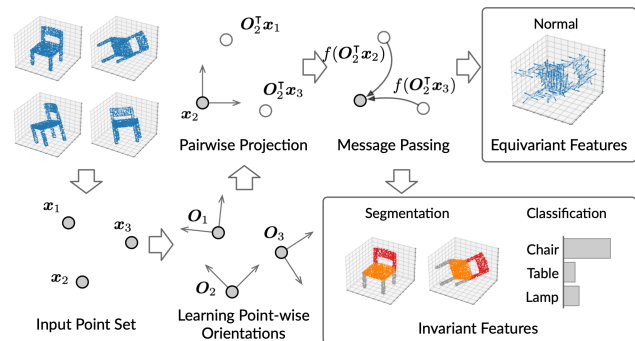 O₂ᵀx₁
x₂
O₂ᵀx₃
Pairwise Projection
f(O₂ᵀx₂)
f(O₂ᵀx₃)
Message Passing
Normal
Equivariant Features
x₁
x₃
x₂
Input Point Set
O₁
O₃
O₂
Learning Point-wise
Orientations
Segmentation
Classification
Chair
Table
Lamp
Invariant Features